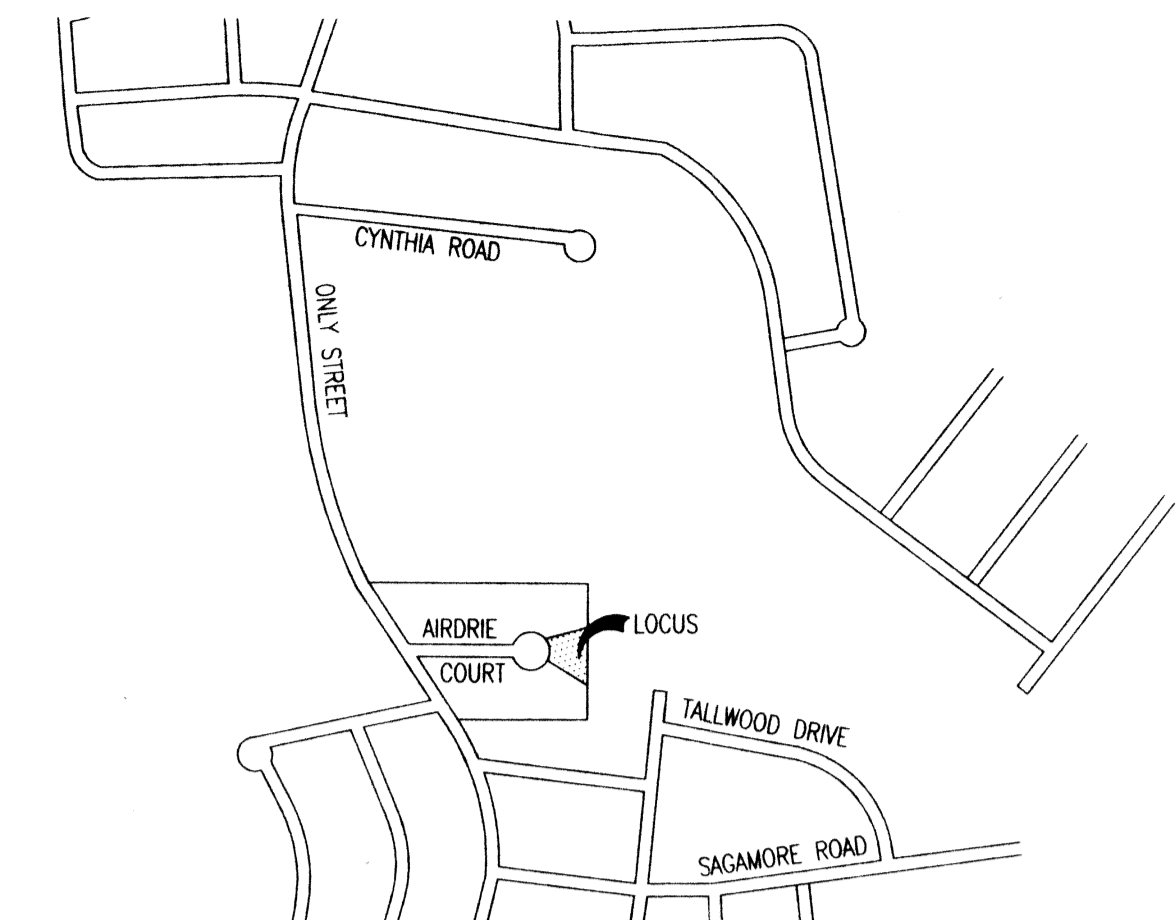 CYNTHIA ROAD
ONLY STREET
AIRDRIE
COURT
LOCUS
TALLWOOD DRIVE
SAGAMORE ROAD